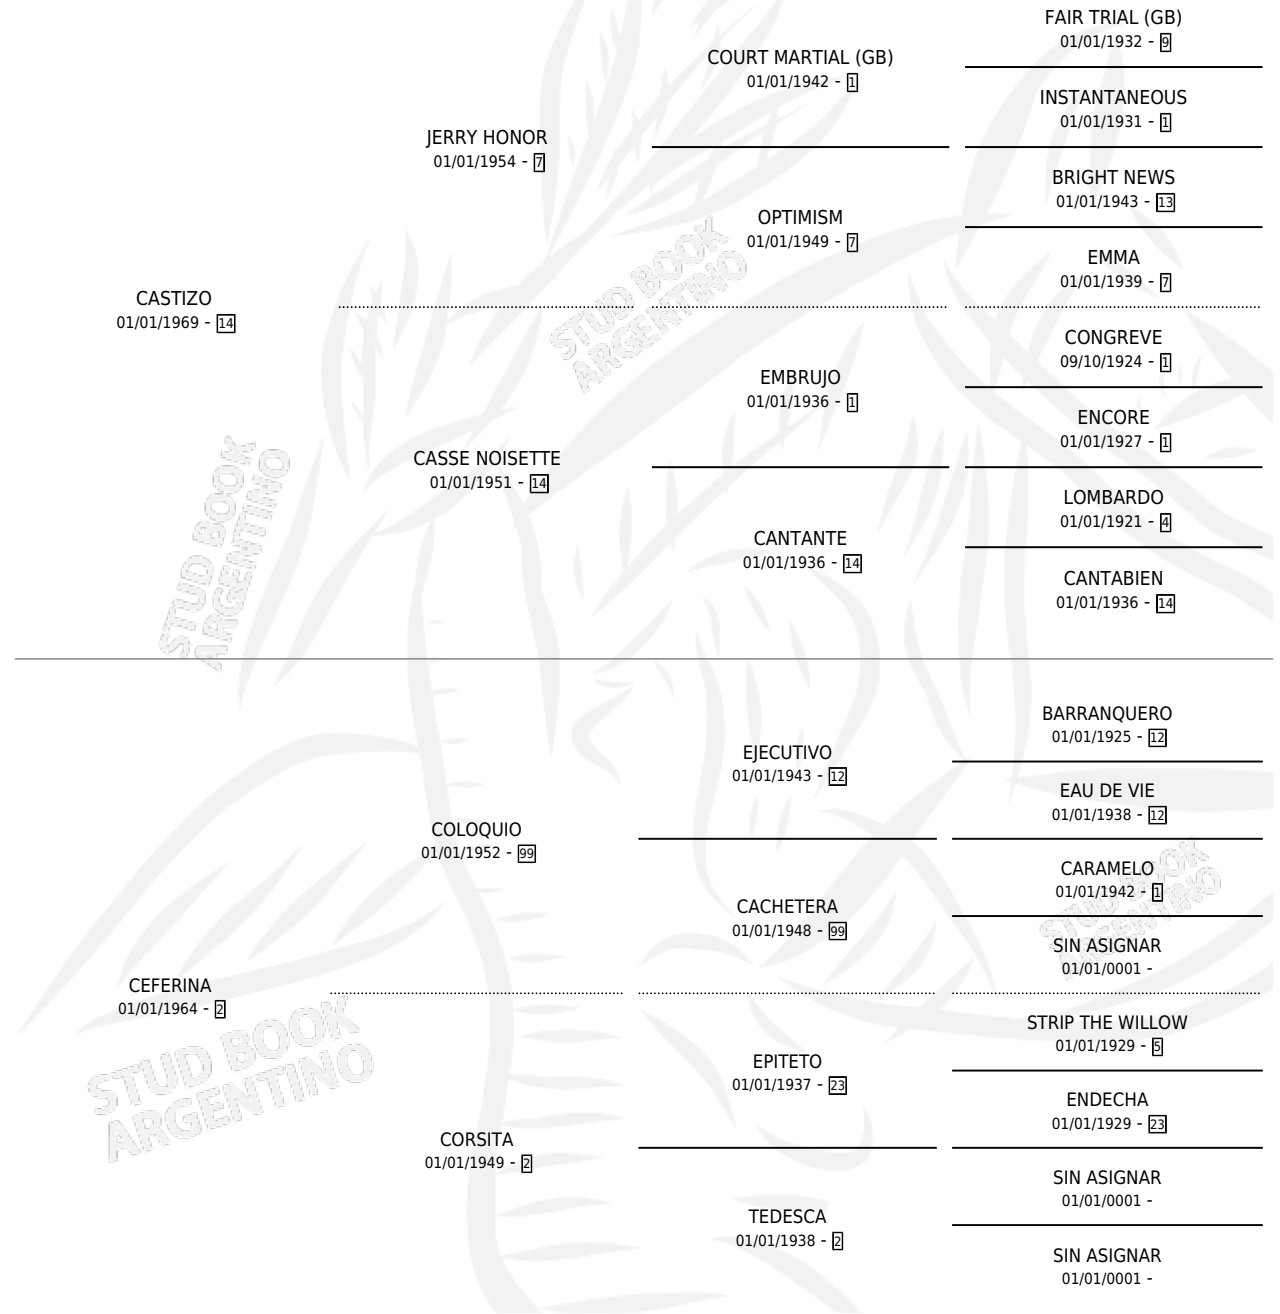 FAIR TRIAL (GB)
01/01/1932 - 9
COURT MARTIAL (GB)
01/01/1942 - 1
INSTANTANEOUS
01/01/1931 - 1
JERRY HONOR
01/01/1954 - 7
BRIGHT NEWS
01/01/1943 - 13
OPTIMISM
01/01/1949 - 7
EMMA
01/01/1939 - 7
CASTIZO
01/01/1969 - 14
CONGREVE
09/10/1924 - 1
EMBRUJO
01/01/1936 - 1
ENCORE
01/01/1927 - 1
CASSE NOISETTE
01/01/1951 - 14
LOMBARDO
01/01/1921 - 4
CANTANTE
01/01/1936 - 14
CANTABIEN
01/01/1936 - 14
BARRANQUERO
01/01/1925 - 12
EJECUTIVO
01/01/1943 - 12
EAU DE VIE
01/01/1938 - 12
COLOQUIO
01/01/1952 - 99
CARAMELO
01/01/1942 - 1
CACHETERA
01/01/1948 - 99
SIN ASIGNAR
01/01/0001 -
CEFERINA
01/01/1964 - 2
STRIP THE WILLOW
01/01/1929 - 5
EPITETO
01/01/1937 - 23
ENDECHA
01/01/1929 - 23
CORSITA
01/01/1949 - 2
SIN ASIGNAR
01/01/0001 -
TEDESCA
01/01/1938 - 2
SIN ASIGNAR
01/01/0001 -
STUD BOOK
ARGENTINO
STUD BOOK
ARGENTINO
STUD BOOK
ARGENTINO
STUD BOOK
ARGENTINO